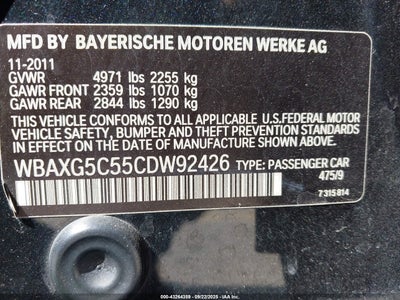 MFD BY BAYERISCHE MOTOREN WERKE AG
11-2011
GVWR 4971 lbs 2255 kg
GAWR FRONT 2359 lbs 1070 kg
GAWR REAR 2844 lbs 1290 kg
THIS VEHICLE CONFORMS TO ALL APPLICABLE U.S.FEDERAL MOTOR
VEHICLE SAFETY, BUMPER, AND THEFT PREVENTION STANDARDS
IN EFFECT ON THE DATE OF MANUFACTURE SHOWN ABOVE.
WBAXG5C55CDW92426 TYPE: PASSENGER CAR
475/9
7 315 814
000-43264359 - 09/22/2025 - IAA Inc.